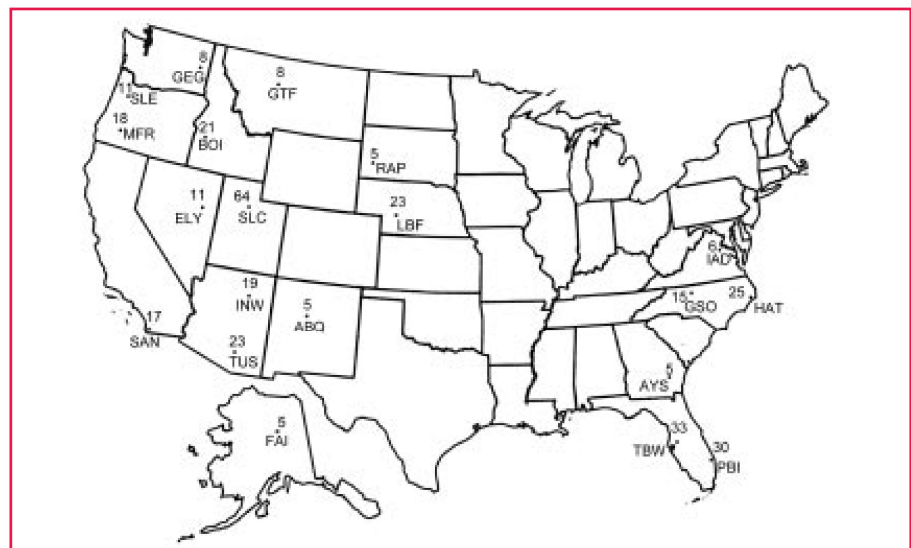 8
GEG
8
GTF
11
SLE
18
MFR
21
BOI
5
RAP
11
ELY
64
SLC
23
LBF
6
IAD
19
INW
5
ABQ
15
GSO
25
HAT
17
SAN
23
TUS
5
AYS
5
FAI
33
TBW
30
PBI